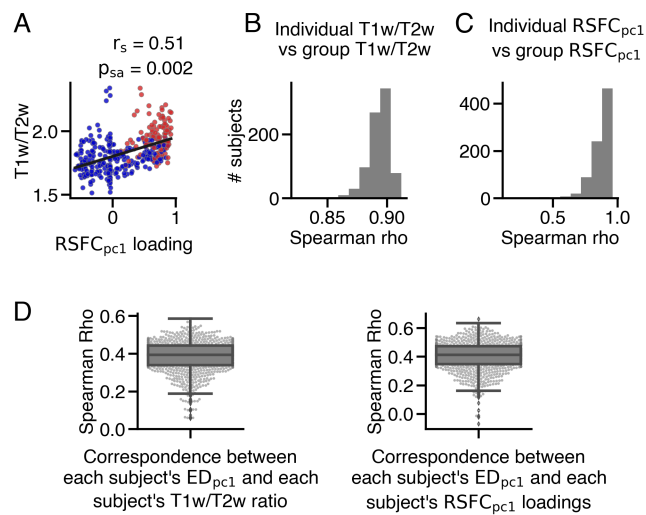 A
r_s = 0.51
p_sa = 0.002
T1w/T2w
2.0
1.5
0
1
RSFC_pc1 loading
B
Individual T1w/T2w
vs group T1w/T2w
# subjects
200
0
0.85
0.90
Spearman rho
C
Individual RSFC_pc1
vs group RSFC_pc1
400
200
0
0.5
1.0
Spearman rho
D
Spearman Rho
0.6
0.4
0.2
0.0
Correspondence between
each subject's ED_pc1 and each
subject's T1w/T2w ratio
Spearman Rho
0.6
0.4
0.2
0.0
Correspondence between
each subject's ED_pc1 and each
subject's RSFC_pc1 loadings